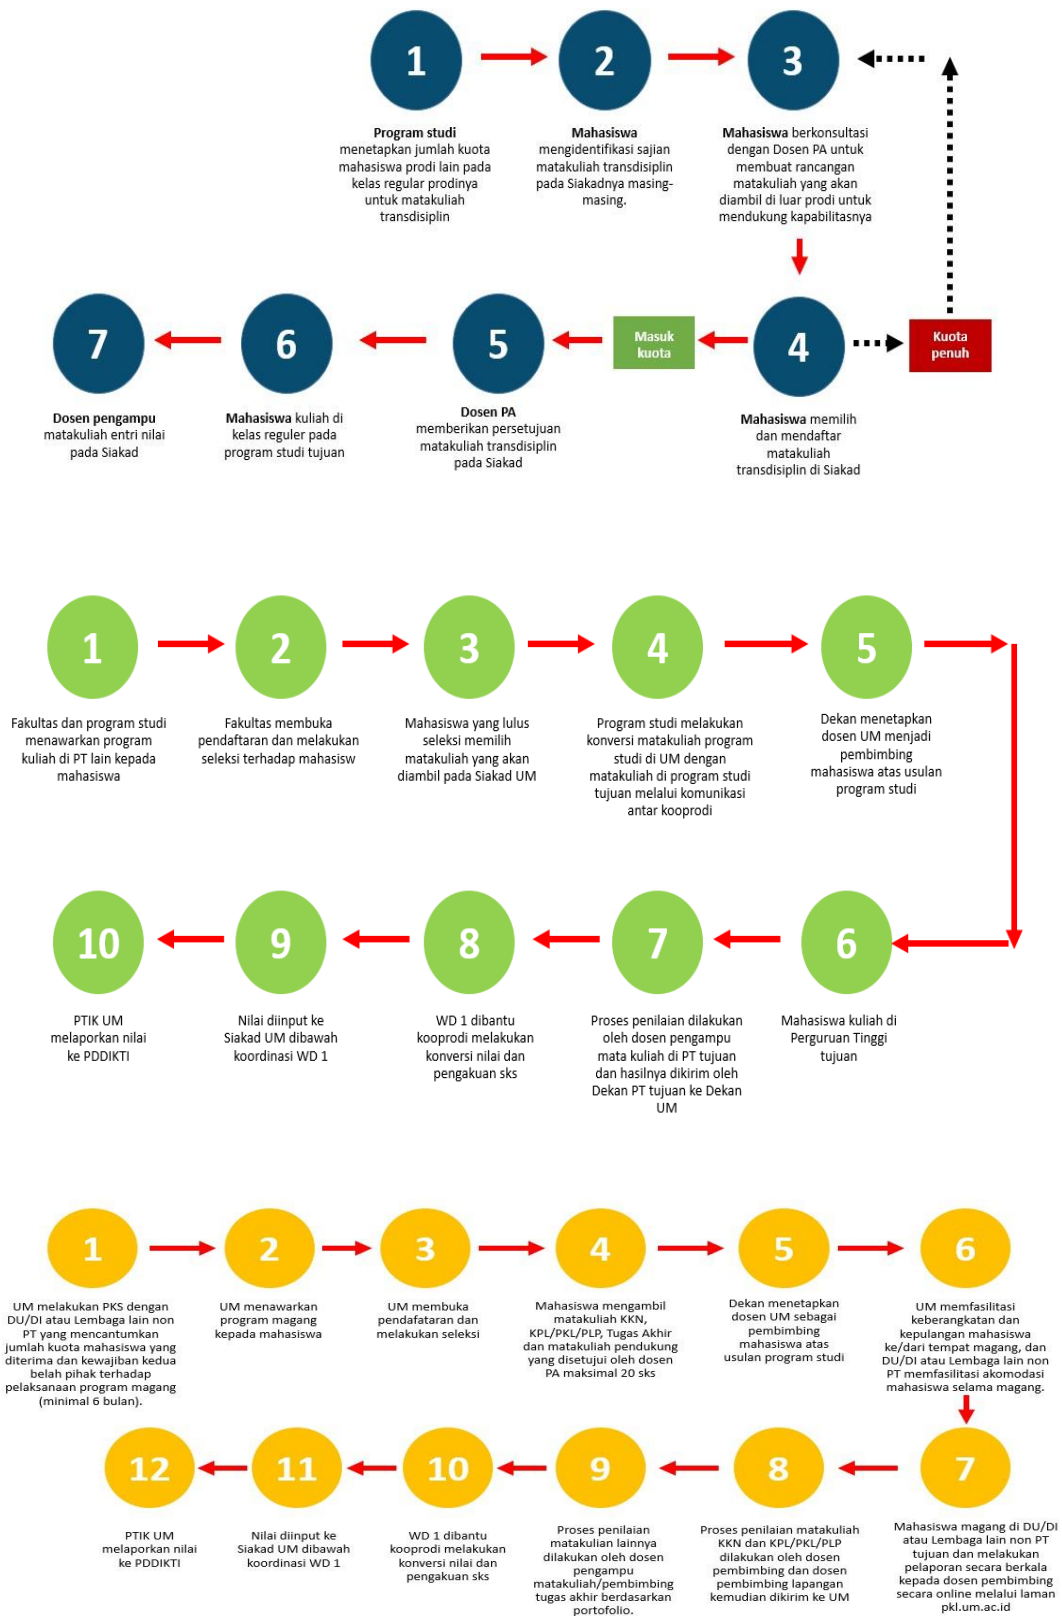 1
2
3
Program studi
menetapkan jumlah kuota
mahasiswa prodi lain pada
kelas regular prodinya
untuk matakuliah
transdisiplin
Mahasiswa
mengidentifikasi sajian
matakuliah transdisiplin
pada Siakadnya masing-
masing.
Mahasiswa berkonsultasi
dengan Dosen PA untuk
membuat rancangan
matakuliah yang akan
diambil di luar prodi untuk
mendukung kapabilitasnya
7
6
5
Masuk
kuota
4
Kuota
penuh
Dosen pengampu
matakuliah entri nilai
pada Siakad
Mahasiswa kuliah di
kelas reguler pada
program studi tujuan
Dosen PA
memberikan persetujuan
matakuliah transdisiplin
pada Siakad
Mahasiswa memilih
dan mendaftar
matakuliah
transdisiplin di Siakad
1
2
3
4
5
Fakultas dan program studi
menawarkan program
kuliah di PT lain kepada
mahasiswa
Fakultas membuka
pendaftaran dan melakukan
seleksi terhadap mahasisw
Mahasiswa yang lulus
seleksi memilih
matakuliah yang akan
diambil pada Siakad UM
Program studi melakukan
konversi matakuliah program
studi di UM dengan
matakuliah di program studi
tujuan melalui komunikasi
antar kooprodi
Dekan menetapkan
dosen UM menjadi
pembimbing
mahasiswa atas usulan
program studi
10
9
8
7
6
PTIK UM
melaporkan nilai
ke PDDIKTI
Nilai diinput ke
Siakad UM dibawah
koordinasi WD 1
WD 1 dibantu
kooprodi melakukan
konversi nilai dan
pengakuan sks
Proses penilaian dilakukan
oleh dosen pengampu
mata kuliah di PT tujuan
dan hasilnya dikirim oleh
Dekan PT tujuan ke Dekan
UM
Mahasiswa kuliah di
Perguruan Tinggi
tujuan
1
2
3
4
5
6
UM melakukan PKS dengan
DU/DI atau Lembaga lain non
PT yang mencantumkan
jumlah kuota mahasiswa yang
diterima dan kewajiban kedua
belah pihak terhadap
pelaksanaan program magang
(minimal 6 bulan).
UM menawarkan
program magang
kepada mahasiswa
UM membuka
pendafataran dan
melakukan seleksi
Mahasiswa mengambil
matakuliah KKN,
KPL/PKL/PLP, Tugas Akhir
dan matakuliah pendukung
yang disetujui oleh dosen
PA maksimal 20 sks
Dekan menetapkan
dosen UM sebagai
pembimbing
mahasiswa atas
usulan program studi
UM memfasilitasi
keberangkatan dan
kepulangan mahasiswa
ke/dari tempat magang, dan
DU/DI atau Lembaga lain non
PT memfasilitasi akomodasi
mahasiswa selama magang.
12
11
10
9
8
7
PTIK UM
melaporkan nilai
ke PDDIKTI
Nilai diinput ke
Siakad UM dibawah
koordinasi WD 1
WD 1 dibantu
kooprodi melakukan
konversi nilai dan
pengakuan sks
Proses penilaian
matakulian lainnya
dilakukan oleh dosen
pengampu
matakuliah/pembimbing
tugas akhir berdasarkan
portofolio.
Proses penilaian matakuliah
KKN dan KPL/PKL/PLP
dilakukan oleh dosen
pembimbing dan dosen
pembimbing lapangan
kemudian dikirim ke UM
Mahasiswa magang di DU/DI
atau Lembaga lain non PT
tujuan dan melakukan
pelaporan secara berkala
kepada dosen pembimbing
secara online melalui laman
pkl.um.ac.id